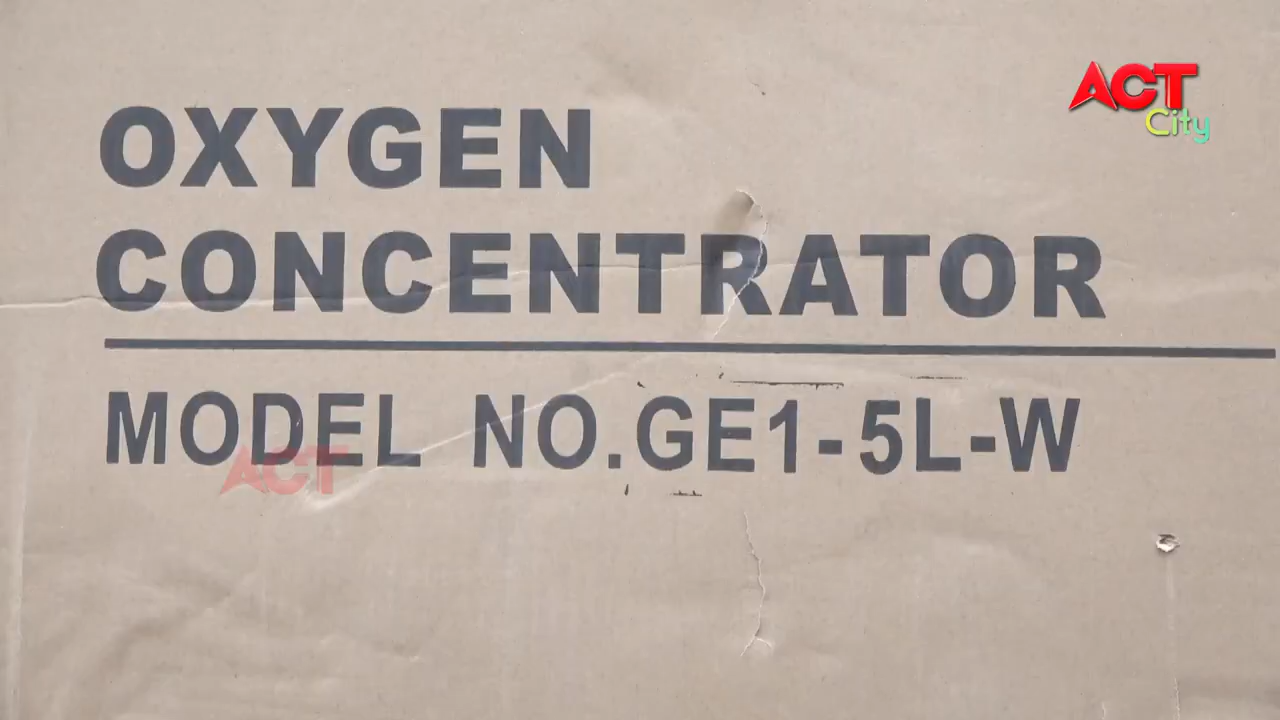 ACT
City
OXYGEN
CONCENTRATOR
MODEL NO.GE1-5L-W
ACT